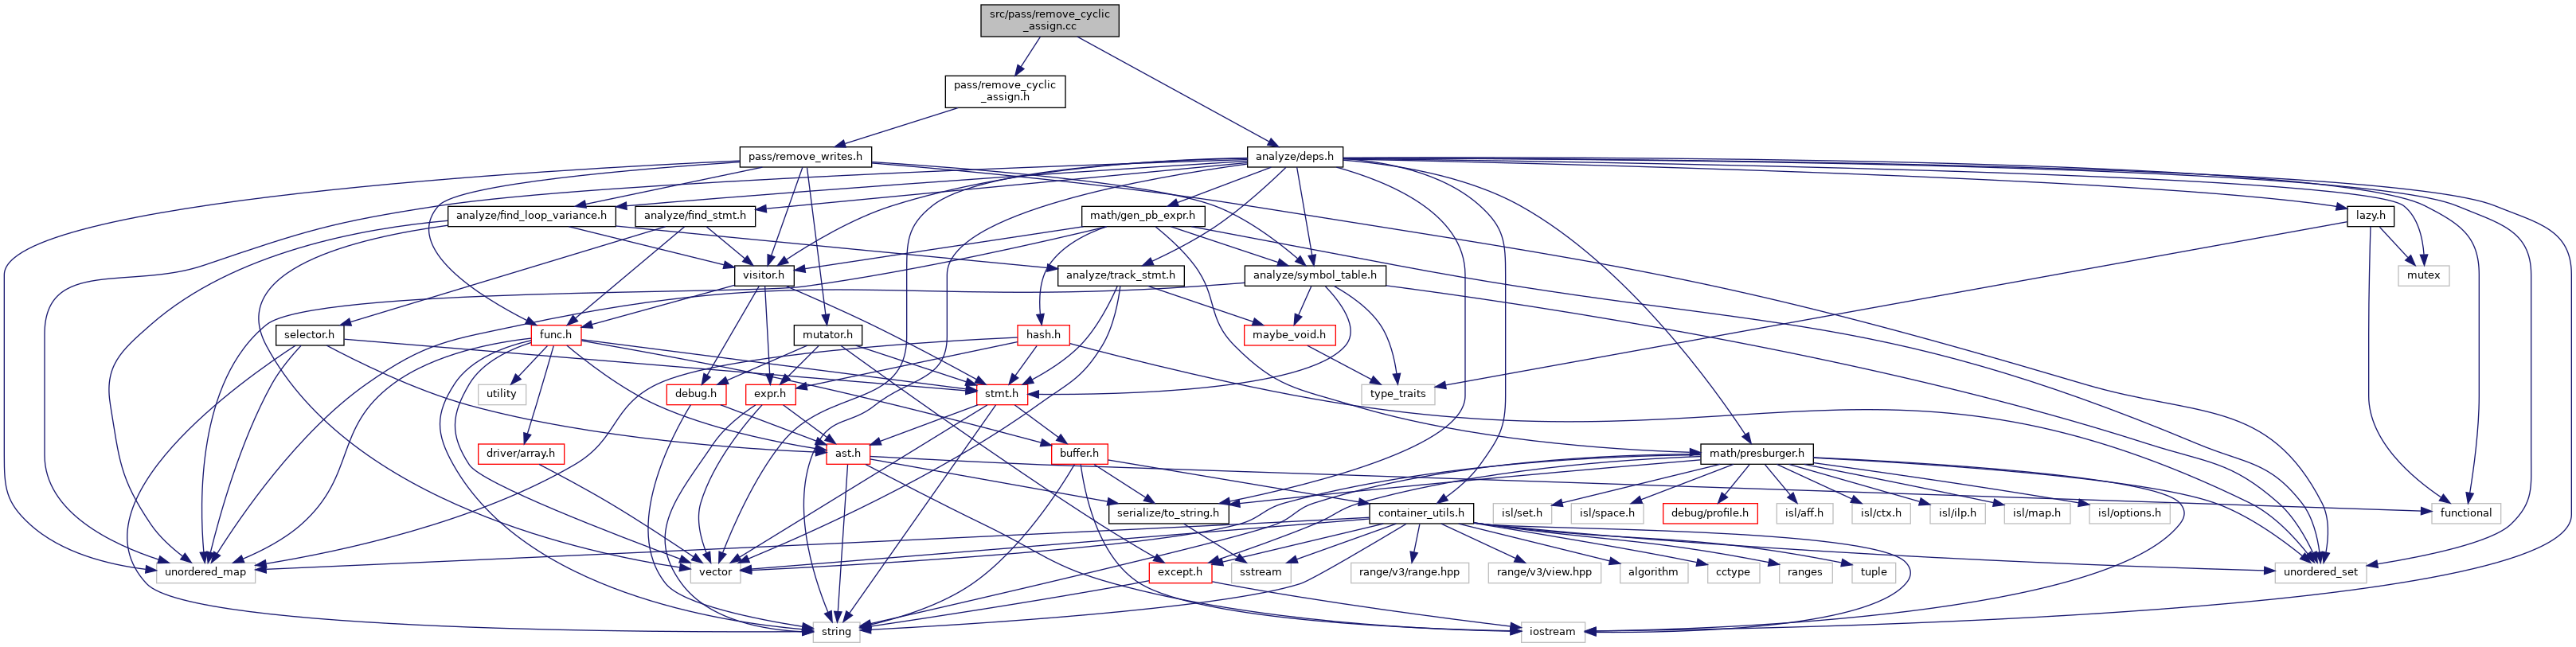 src/pass/remove_cyclic
_assign.cc
pass/remove_cyclic
_assign.h
pass/remove_writes.h
analyze/deps.h
analyze/find_loop_variance.h
analyze/find_stmt.h
math/gen_pb_expr.h
lazy.h
visitor.h
analyze/track_stmt.h
analyze/symbol_table.h
mutex
selector.h
func.h
mutator.h
hash.h
maybe_void.h
utility
debug.h
expr.h
stmt.h
type_traits
driver/array.h
ast.h
buffer.h
math/presburger.h
serialize/to_string.h
container_utils.h
isl/set.h
isl/space.h
debug/profile.h
isl/aff.h
isl/ctx.h
isl/ilp.h
isl/map.h
isl/options.h
functional
unordered_map
vector
except.h
sstream
range/v3/range.hpp
range/v3/view.hpp
algorithm
cctype
ranges
tuple
unordered_set
string
iostream